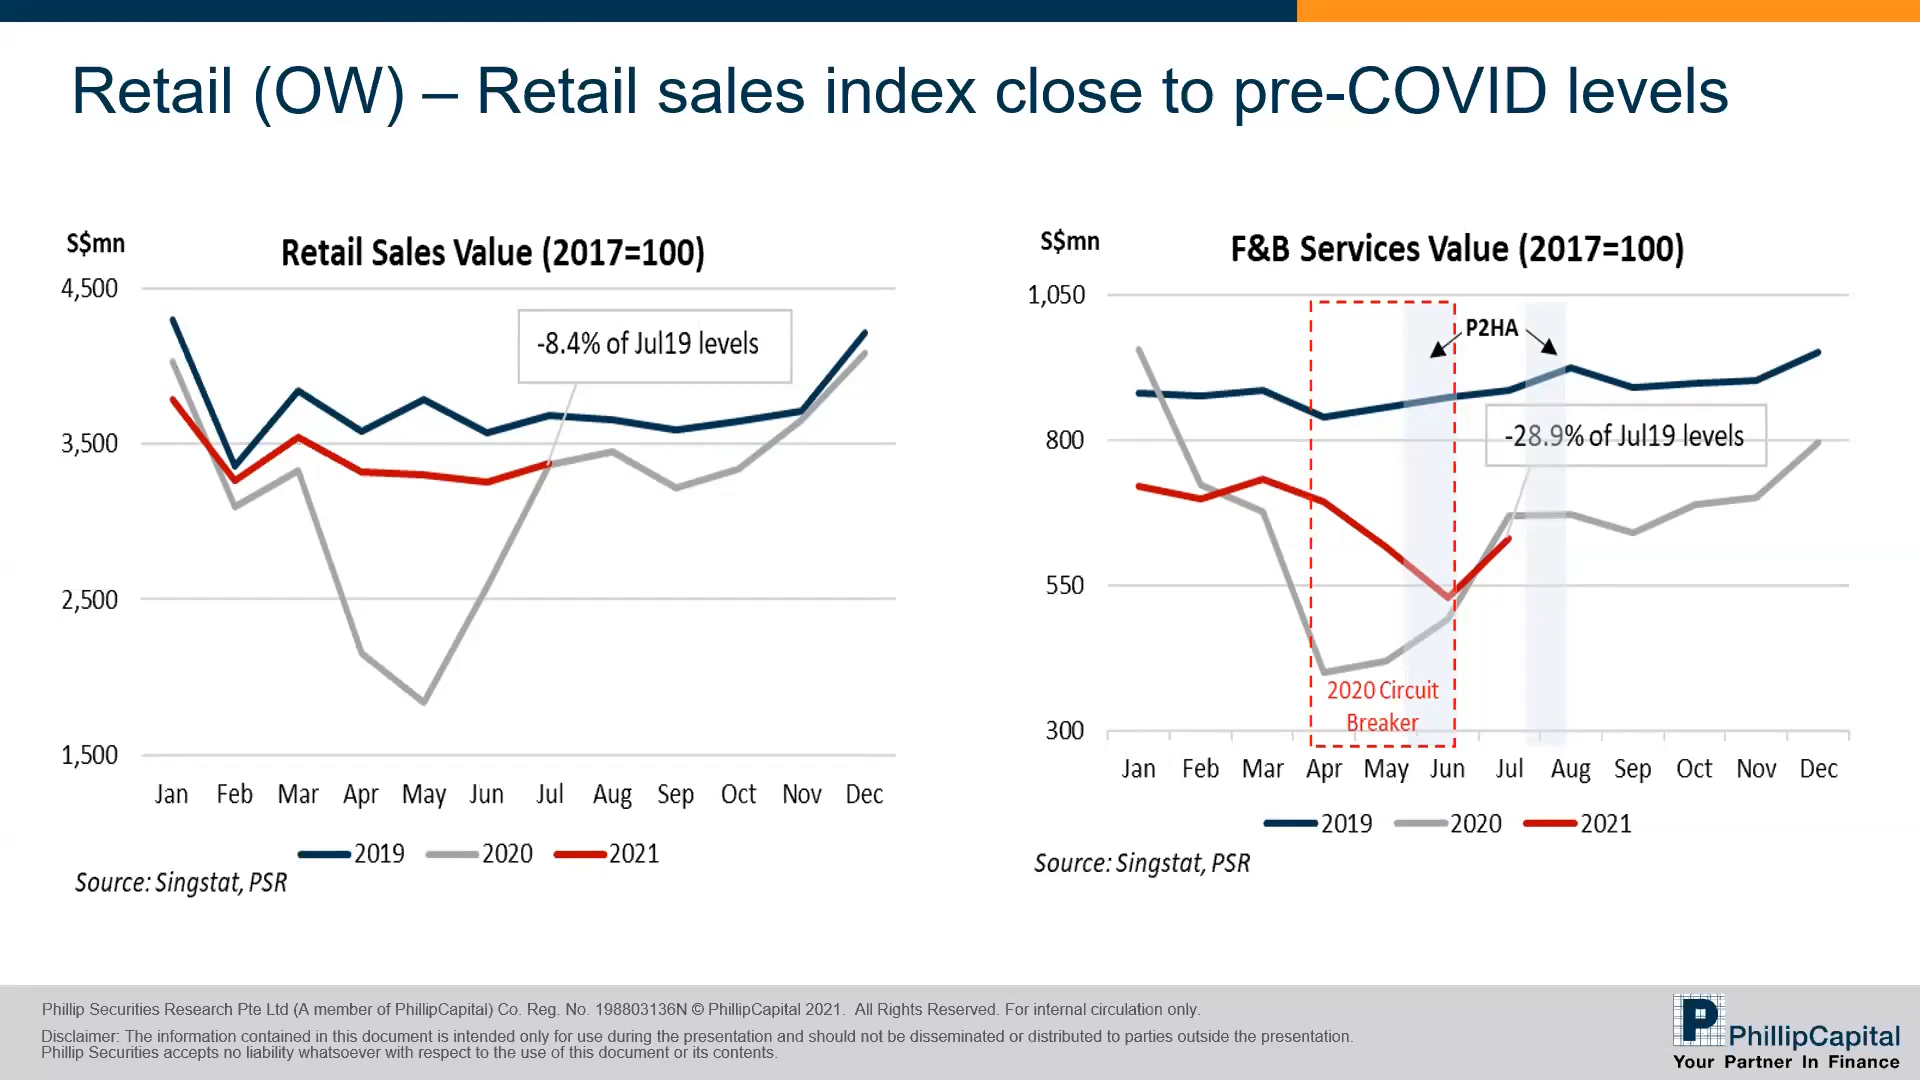 Retail (OW) – Retail sales index close to pre-COVID levels
S$mn
Retail Sales Value (2017=100)
4,500
3,500
2,500
1,500
-8.4% of Jul19 levels
Jan Feb Mar Apr May Jun Jul Aug Sep Oct Nov Dec
2019 2020 2021
Source: Singstat, PSR
S$mn
F&B Services Value (2017=100)
1,050
800
550
300
P2HA
-28.9% of Jul19 levels
2020 Circuit
Breaker
Jan Feb Mar Apr May Jun Jul Aug Sep Oct Nov Dec
2019 2020 2021
Source: Singstat, PSR
Phillip Securities Research Pte Ltd (A member of PhillipCapital) Co. Reg. No. 198803136N © PhillipCapital 2021. All Rights Reserved. For internal circulation only.
Disclaimer: The information contained in this document is intended only for use during the presentation and should not be disseminated or distributed to parties outside the presentation.
Phillip Securities accepts no liability whatsoever with respect to the use of this document or its contents.
P
PhillipCapital
Your Partner In Finance